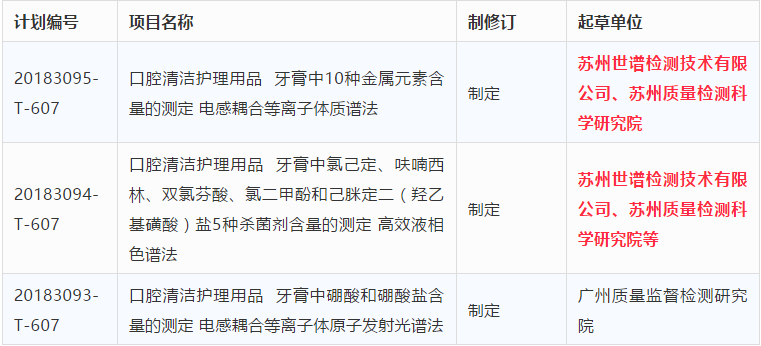 计划编号 项目名称 制修订 起草单位
20183095-
T-607
口腔清洁护理用品 牙膏中10种金属元素含
量的测定 电感耦合等离子体质谱法
制定
苏州世谱检测技术有限
公司、苏州质量检测科
学研究院
20183094-
T-607
口腔清洁护理用品 牙膏中氯己定、呋喃西
林、双氯芬酸、氯二甲酚和己脒定二（羟乙
基磺酸）盐5种杀菌剂含量的测定 高效液相
色谱法
制定
苏州世谱检测技术有限
公司、苏州质量检测科
学研究院等
20183093-
T-607
口腔清洁护理用品 牙膏中硼酸和硼酸盐含
量的测定 电感耦合等离子体原子发射光谱法
制定
广州质量监督检测研究
院